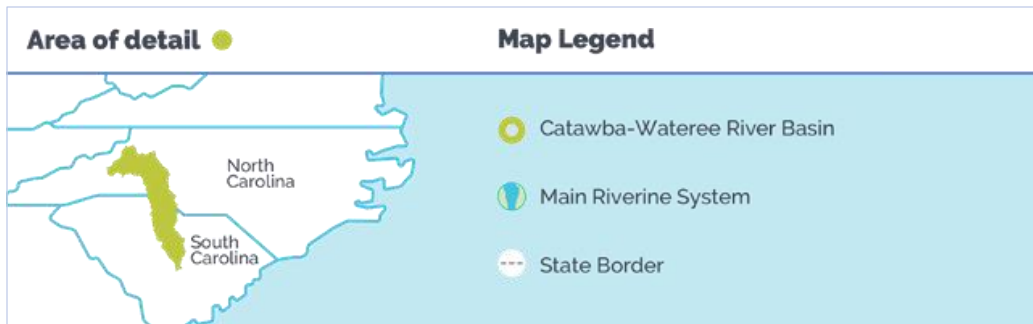 Area of detail
Map Legend
North
Carolina
South
Carolina
Catawba-Wateree River Basin
Main Riverine System
State Border